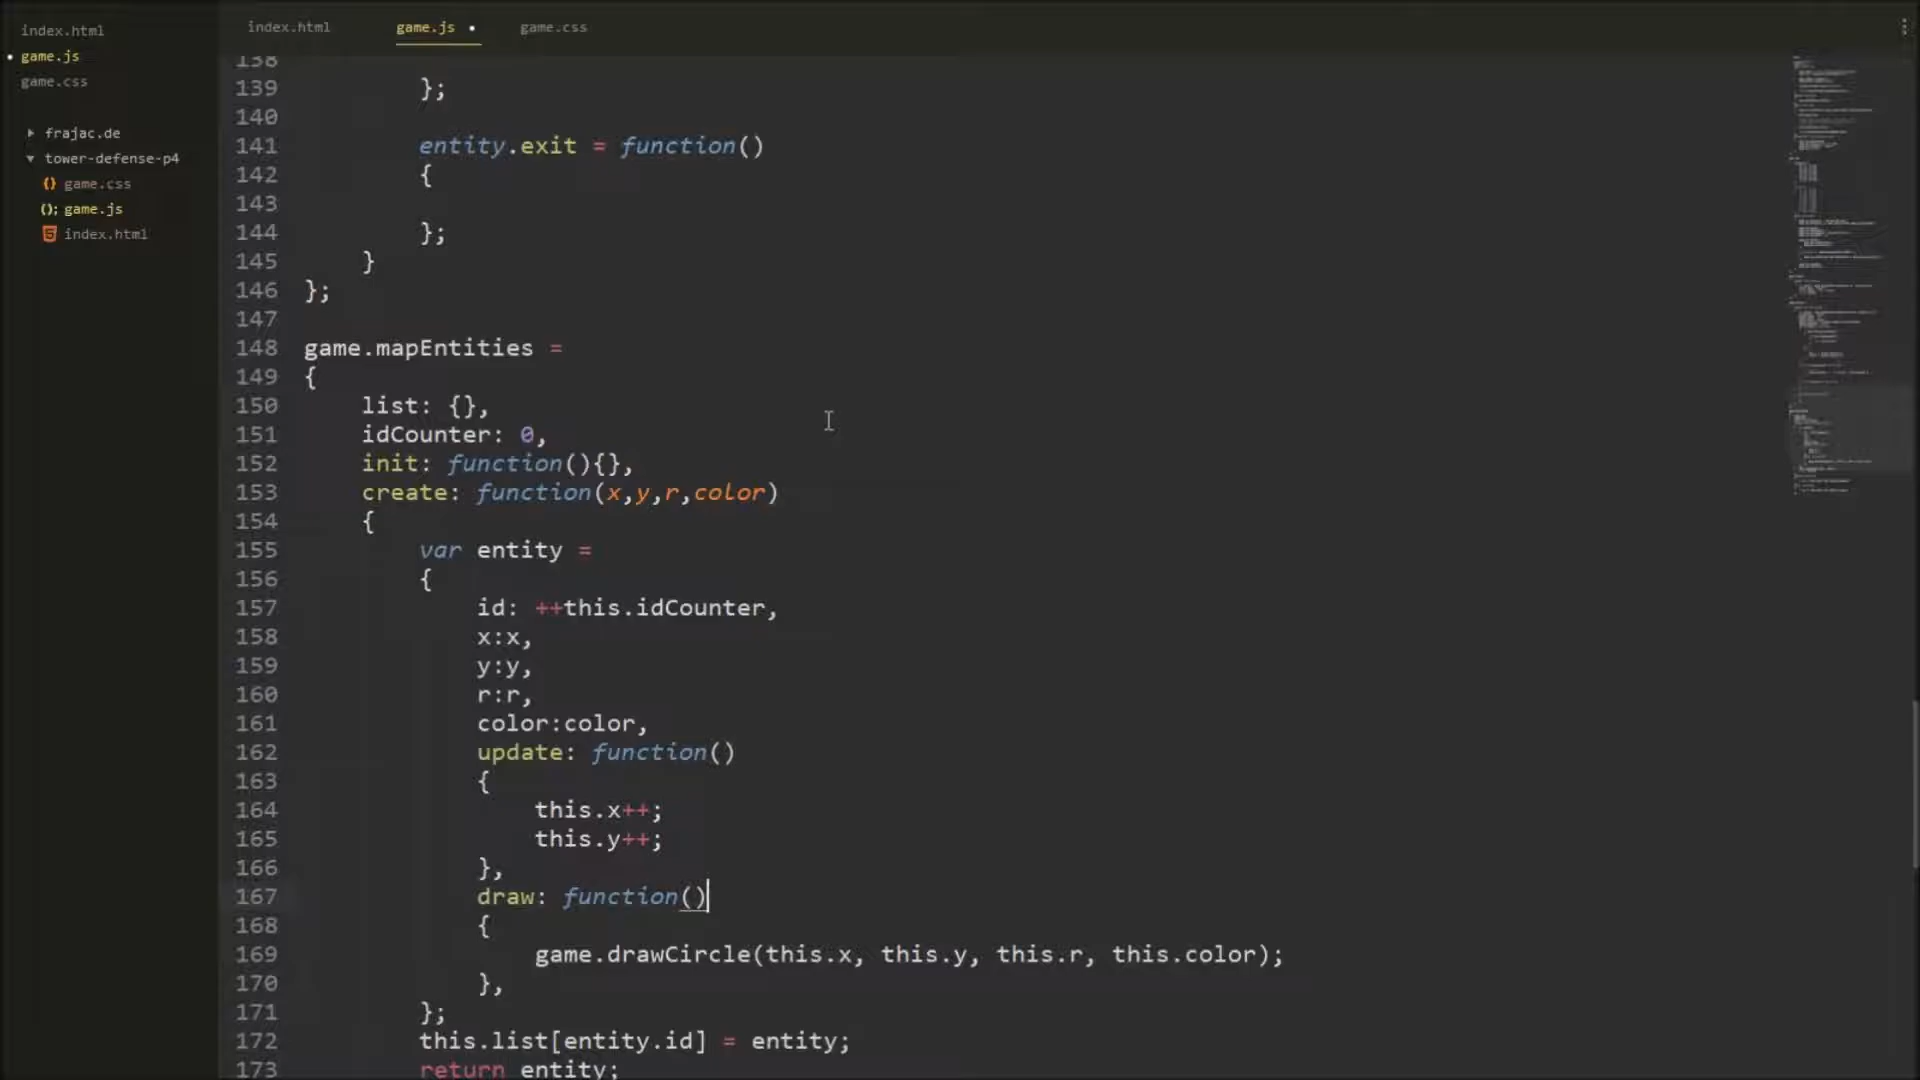 index.html
game.js
game.css
frajac.de
tower-defense-p4
game.css
game.js
index.html
index.html game.js • game.css
138
139 };
140
141 entity.exit = function()
142 {
143
144 };
145 }
146 };
147
148 game.mapEntities =
149 {
150 list: {},
151 idCounter: 0,
152 init: function(){},
153 create: function(x,y,r,color)
154 {
155 var entity =
156 {
157 id: ++this.idCounter,
158 x:x,
159 y:y,
160 r:r,
161 color:color,
162 update: function()
163 {
164 this.x++;
165 this.y++;
166 },
167 draw: function()
168 {
169 game.drawCircle(this.x, this.y, this.r, this.color);
170 },
171 };
172 this.list[entity.id] = entity;
173 return entity;